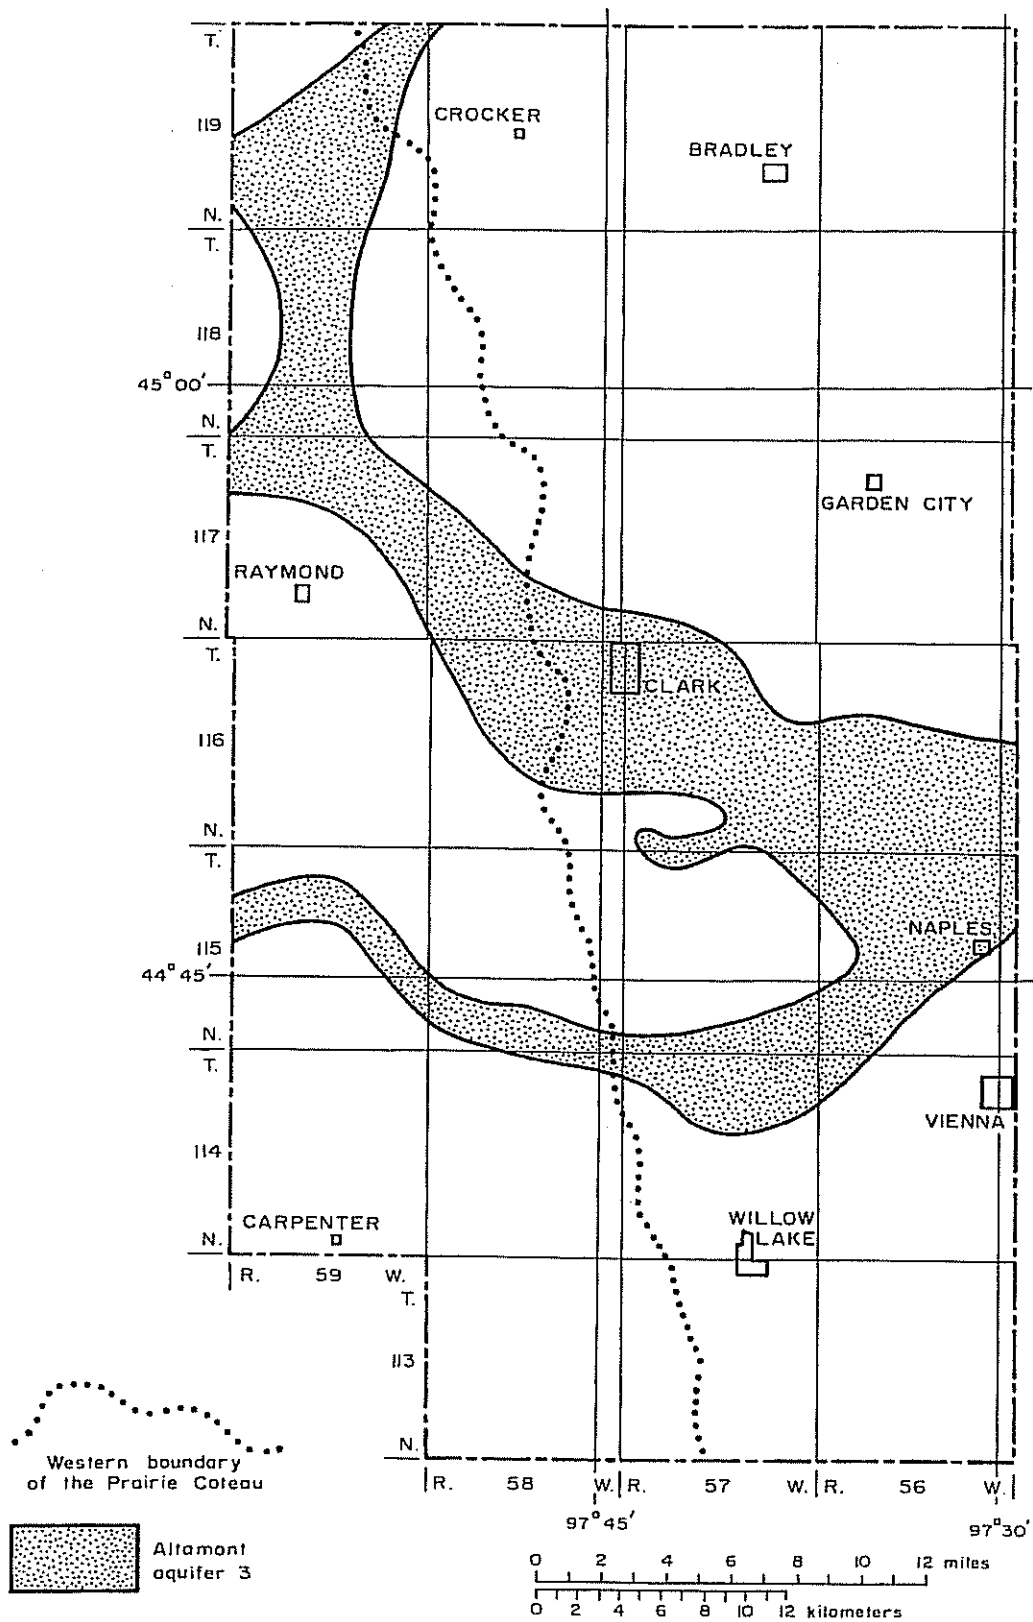 T.
119
CROCKER
BRADLEY
N.
T.
118
45°00'
N.
T.
GARDEN CITY
117
RAYMOND
N.
T.
CLARK
116
N.
T.
NAPLES
115
44°45'
N.
T.
VIENNA
114
CARPENTER
WILLOW
LAKE
N.
R. 59 W.
T.
113
N.
R. 58 W. R. 57 W. R. 56 W.
97°45'
97°30'
Western boundary
of the Prairie Coteau
Altamont
aquifer 3
0 2 4 6 8 10 12 miles
0 2 4 6 8 10 12 kilometers